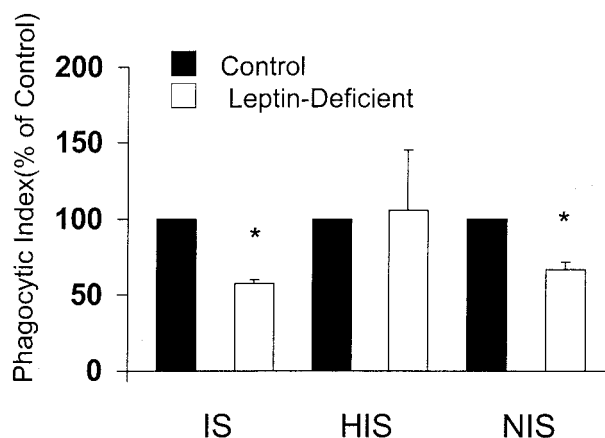 Phagocytic Index(% of Control)
200
150
100
50
0
Control
Leptin-Deficient
*
*
IS
HIS
NIS